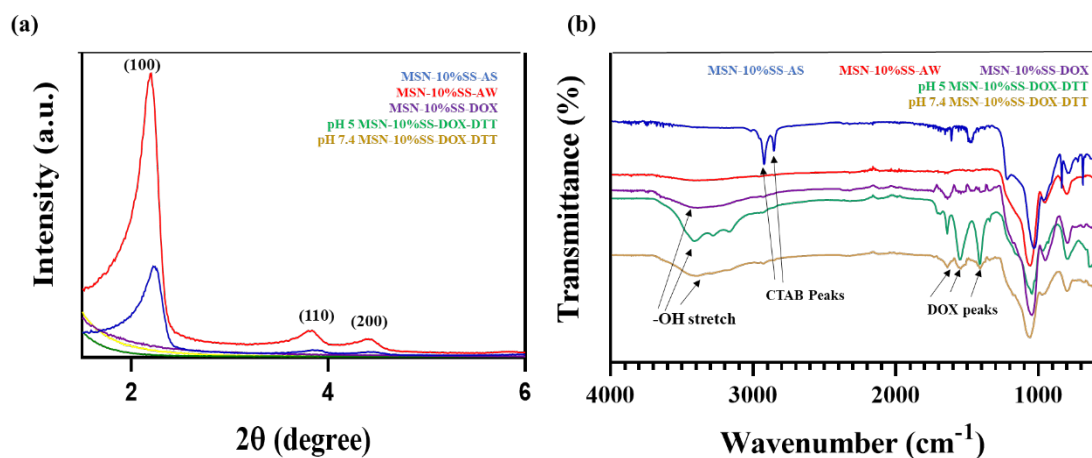 (a)
(100)
MSN-10%SS-AS
MSN-10%SS-AW
MSN-10%SS-DOX
pH 5 MSN-10%SS-DOX-DTT
pH 7.4 MSN-10%SS-DOX-DTT
(110)
(200)
Intensity (a.u.)
2
4
6
2θ (degree)
(b)
MSN-10%SS-AS MSN-10%SS-AW MSN-10%SS-DOX
pH 5 MSN-10%SS-DOX-DTT
pH 7.4 MSN-10%SS-DOX-DTT
CTAB Peaks
DOX peaks
-OH stretch
Transmittance (%)
4000 3000 2000 1000
Wavenumber (cm⁻¹)